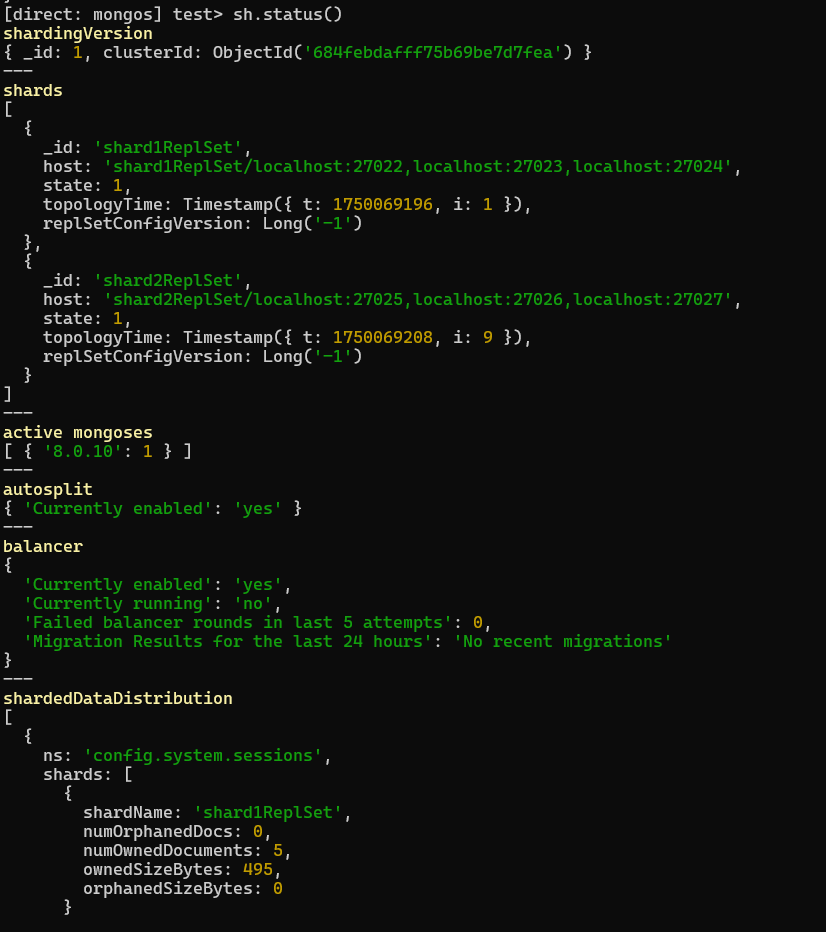 [direct: mongos] test> sh.status()
shardingVersion
{ _id: 1, clusterId: ObjectId('684febdafff75b69be7d7fea') }
---
shards
[
  {
    _id: 'shard1ReplSet',
    host: 'shard1ReplSet/localhost:27022,localhost:27023,localhost:27024',
    state: 1,
    topologyTime: Timestamp({ t: 1750069196, i: 1 }),
    replSetConfigVersion: Long('-1')
  },
  {
    _id: 'shard2ReplSet',
    host: 'shard2ReplSet/localhost:27025,localhost:27026,localhost:27027',
    state: 1,
    topologyTime: Timestamp({ t: 1750069208, i: 9 }),
    replSetConfigVersion: Long('-1')
  }
]
---
active mongoses
[ { '8.0.10': 1 } ]
---
autosplit
{ 'Currently enabled': 'yes' }
---
balancer
{
  'Currently enabled': 'yes',
  'Currently running': 'no',
  'Failed balancer rounds in last 5 attempts': 0,
  'Migration Results for the last 24 hours': 'No recent migrations'
}
---
shardedDataDistribution
[
  {
    ns: 'config.system.sessions',
    shards: [
      {
        shardName: 'shard1ReplSet',
        numOrphanedDocs: 0,
        numOwnedDocuments: 5,
        ownedSizeBytes: 495,
        orphanedSizeBytes: 0
      }